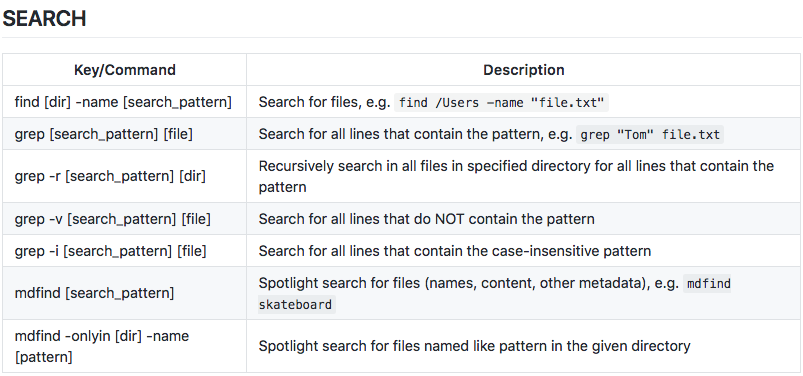 SEARCH
Key/Command Description
find [dir] -name [search_pattern] Search for files, e.g. find /Users -name "file.txt"
grep [search_pattern] [file] Search for all lines that contain the pattern, e.g. grep "Tom" file.txt
grep -r [search_pattern] [dir] Recursively search in all files in specified directory for all lines that contain the
pattern
grep -v [search_pattern] [file] Search for all lines that do NOT contain the pattern
grep -i [search_pattern] [file] Search for all lines that contain the case-insensitive pattern
mdfind [search_pattern] Spotlight search for files (names, content, other metadata), e.g. mdfind
skateboard
mdfind -onlyin [dir] -name
[pattern] Spotlight search for files named like pattern in the given directory